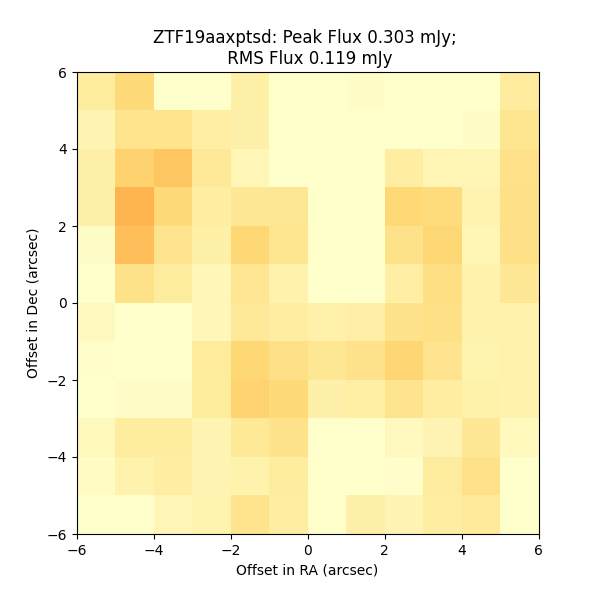 ZTF19aaxptsd: Peak Flux 0.303 mJy;
RMS Flux 0.119 mJy
6
4
2
0
−2
−4
−6
Offset in Dec (arcsec)
−6 −4 −2 0 2 4 6
Offset in RA (arcsec)